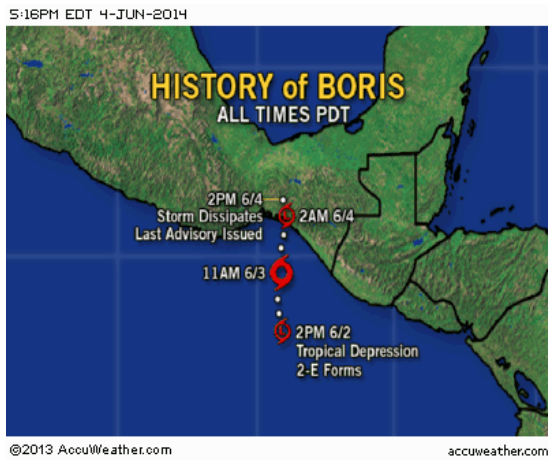 5:16PM EDT 4-JUN-2014
HISTORY of BORIS
ALL TIMES PDT
2PM 6/4
Storm Dissipates
Last Advisory Issued
2AM 6/4
11AM 6/3
L
2PM 6/2
Tropical Depression
2-E Forms
©2013 AccuWeather.com
accuweather.com